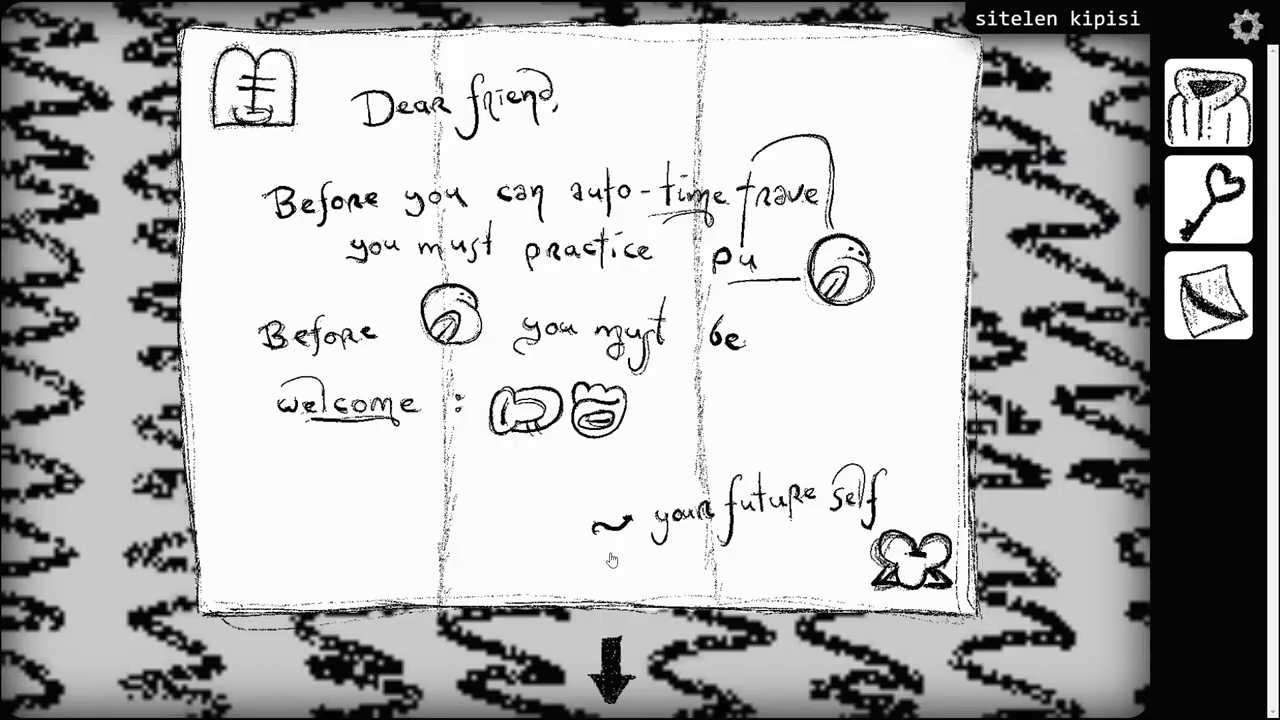 sitelen kipisi
Dear friend,
Before you can auto-time travel
you must practice pu
Before you must be
welcome :
~ your future self